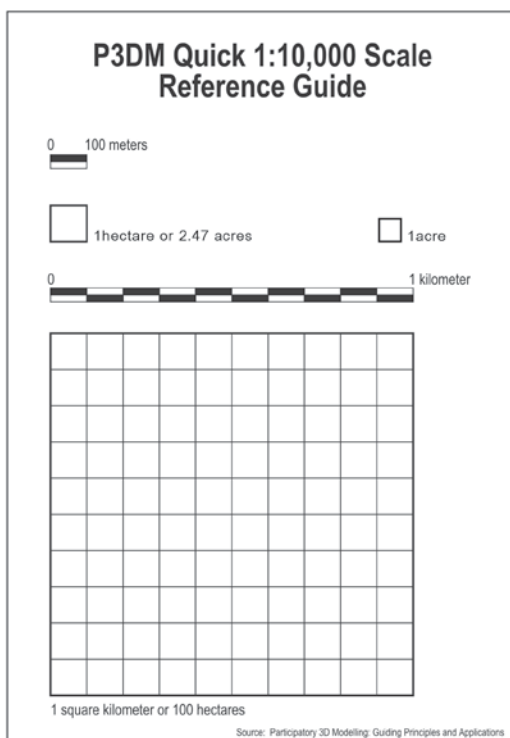 P3DM Quick 1:10,000 Scale
Reference Guide
0 100 meters
1hectare or 2.47 acres 1acre
0 1 kilometer
1 square kilometer or 100 hectares
Source: Participatory 3D Modelling: Guiding Principles and Applications